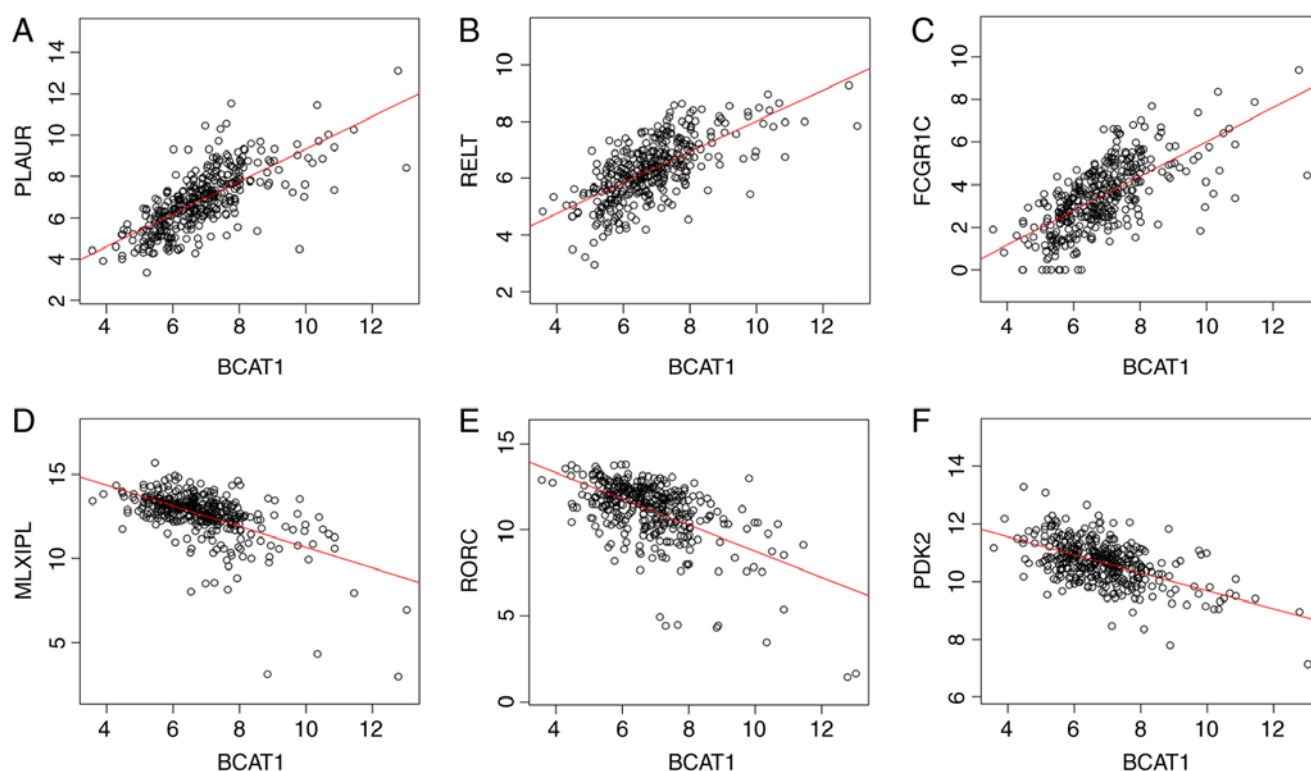 A
PLAUR
14
12
10
8
6
4
2
4 6 8 10 12
BCAT1
B
RELT
10
8
6
4
2
4 6 8 10 12
BCAT1
C
FCGR1C
10
8
6
4
2
0
4 6 8 10 12
BCAT1
D
MLXIPL
15
10
5
4 6 8 10 12
BCAT1
E
RORC
15
10
5
0
4 6 8 10 12
BCAT1
F
PDK2
14
12
10
8
6
4 6 8 10 12
BCAT1